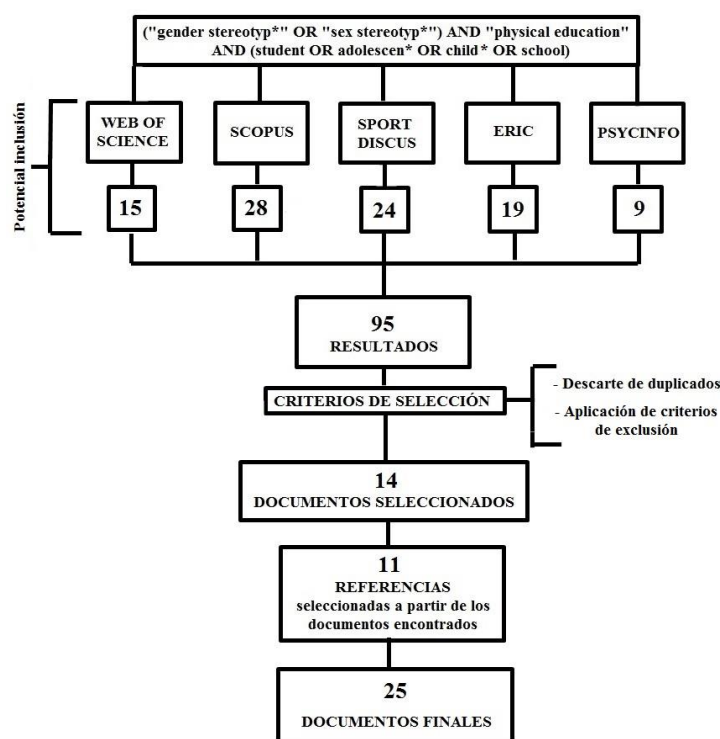 ("gender stereotyp*" OR "sex stereotyp*") AND "physical education"
AND (student OR adolescen* OR child* OR school)
Potencial inclusión
WEB OF
SCIENCE
SCOPUS
SPORT
DISCUS
ERIC
PSYCINFO
15
28
24
19
9
95
RESULTADOS
CRITERIOS DE SELECCIÓN
- Descarte de duplicados
- Aplicación de criterios
de exclusión
14
DOCUMENTOS SELECCIONADOS
11
REFERENCIAS
seleccionadas a partir de los
documentos encontrados
25
DOCUMENTOS FINALES